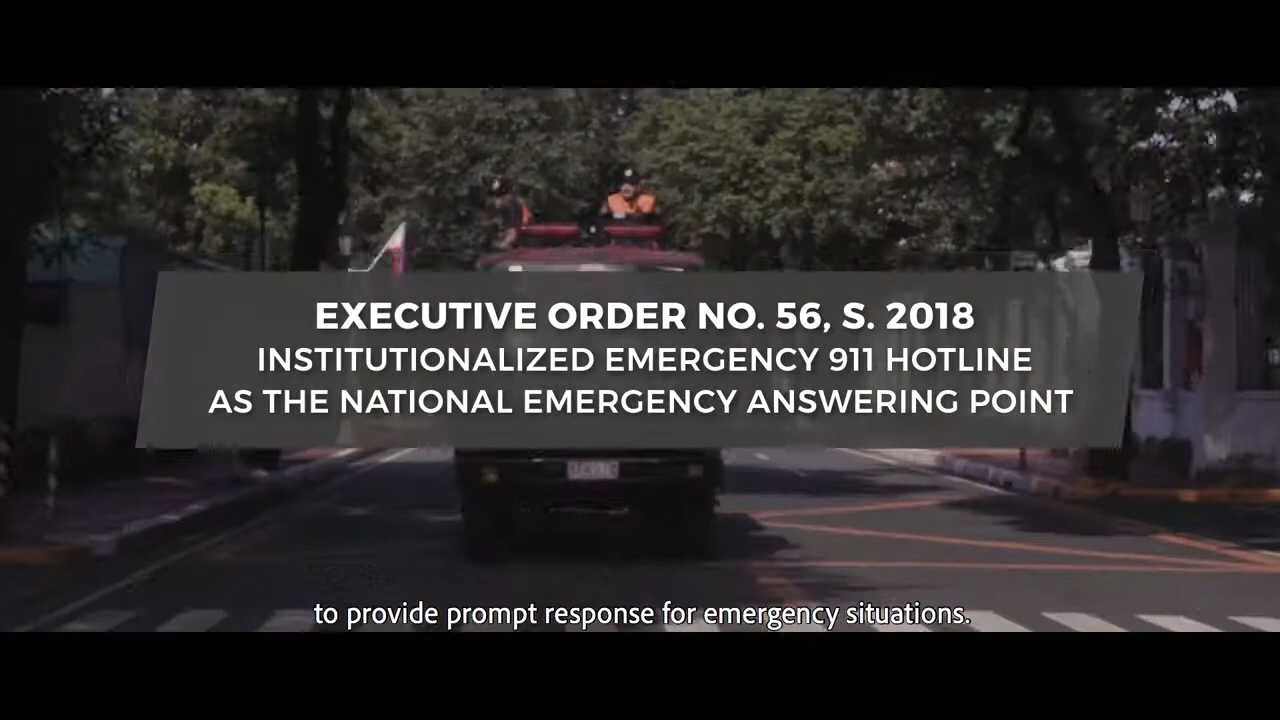 EXECUTIVE ORDER NO. 56, S. 2018
INSTITUTIONALIZED EMERGENCY 911 HOTLINE
AS THE NATIONAL EMERGENCY ANSWERING POINT
to provide prompt response for emergency situations.